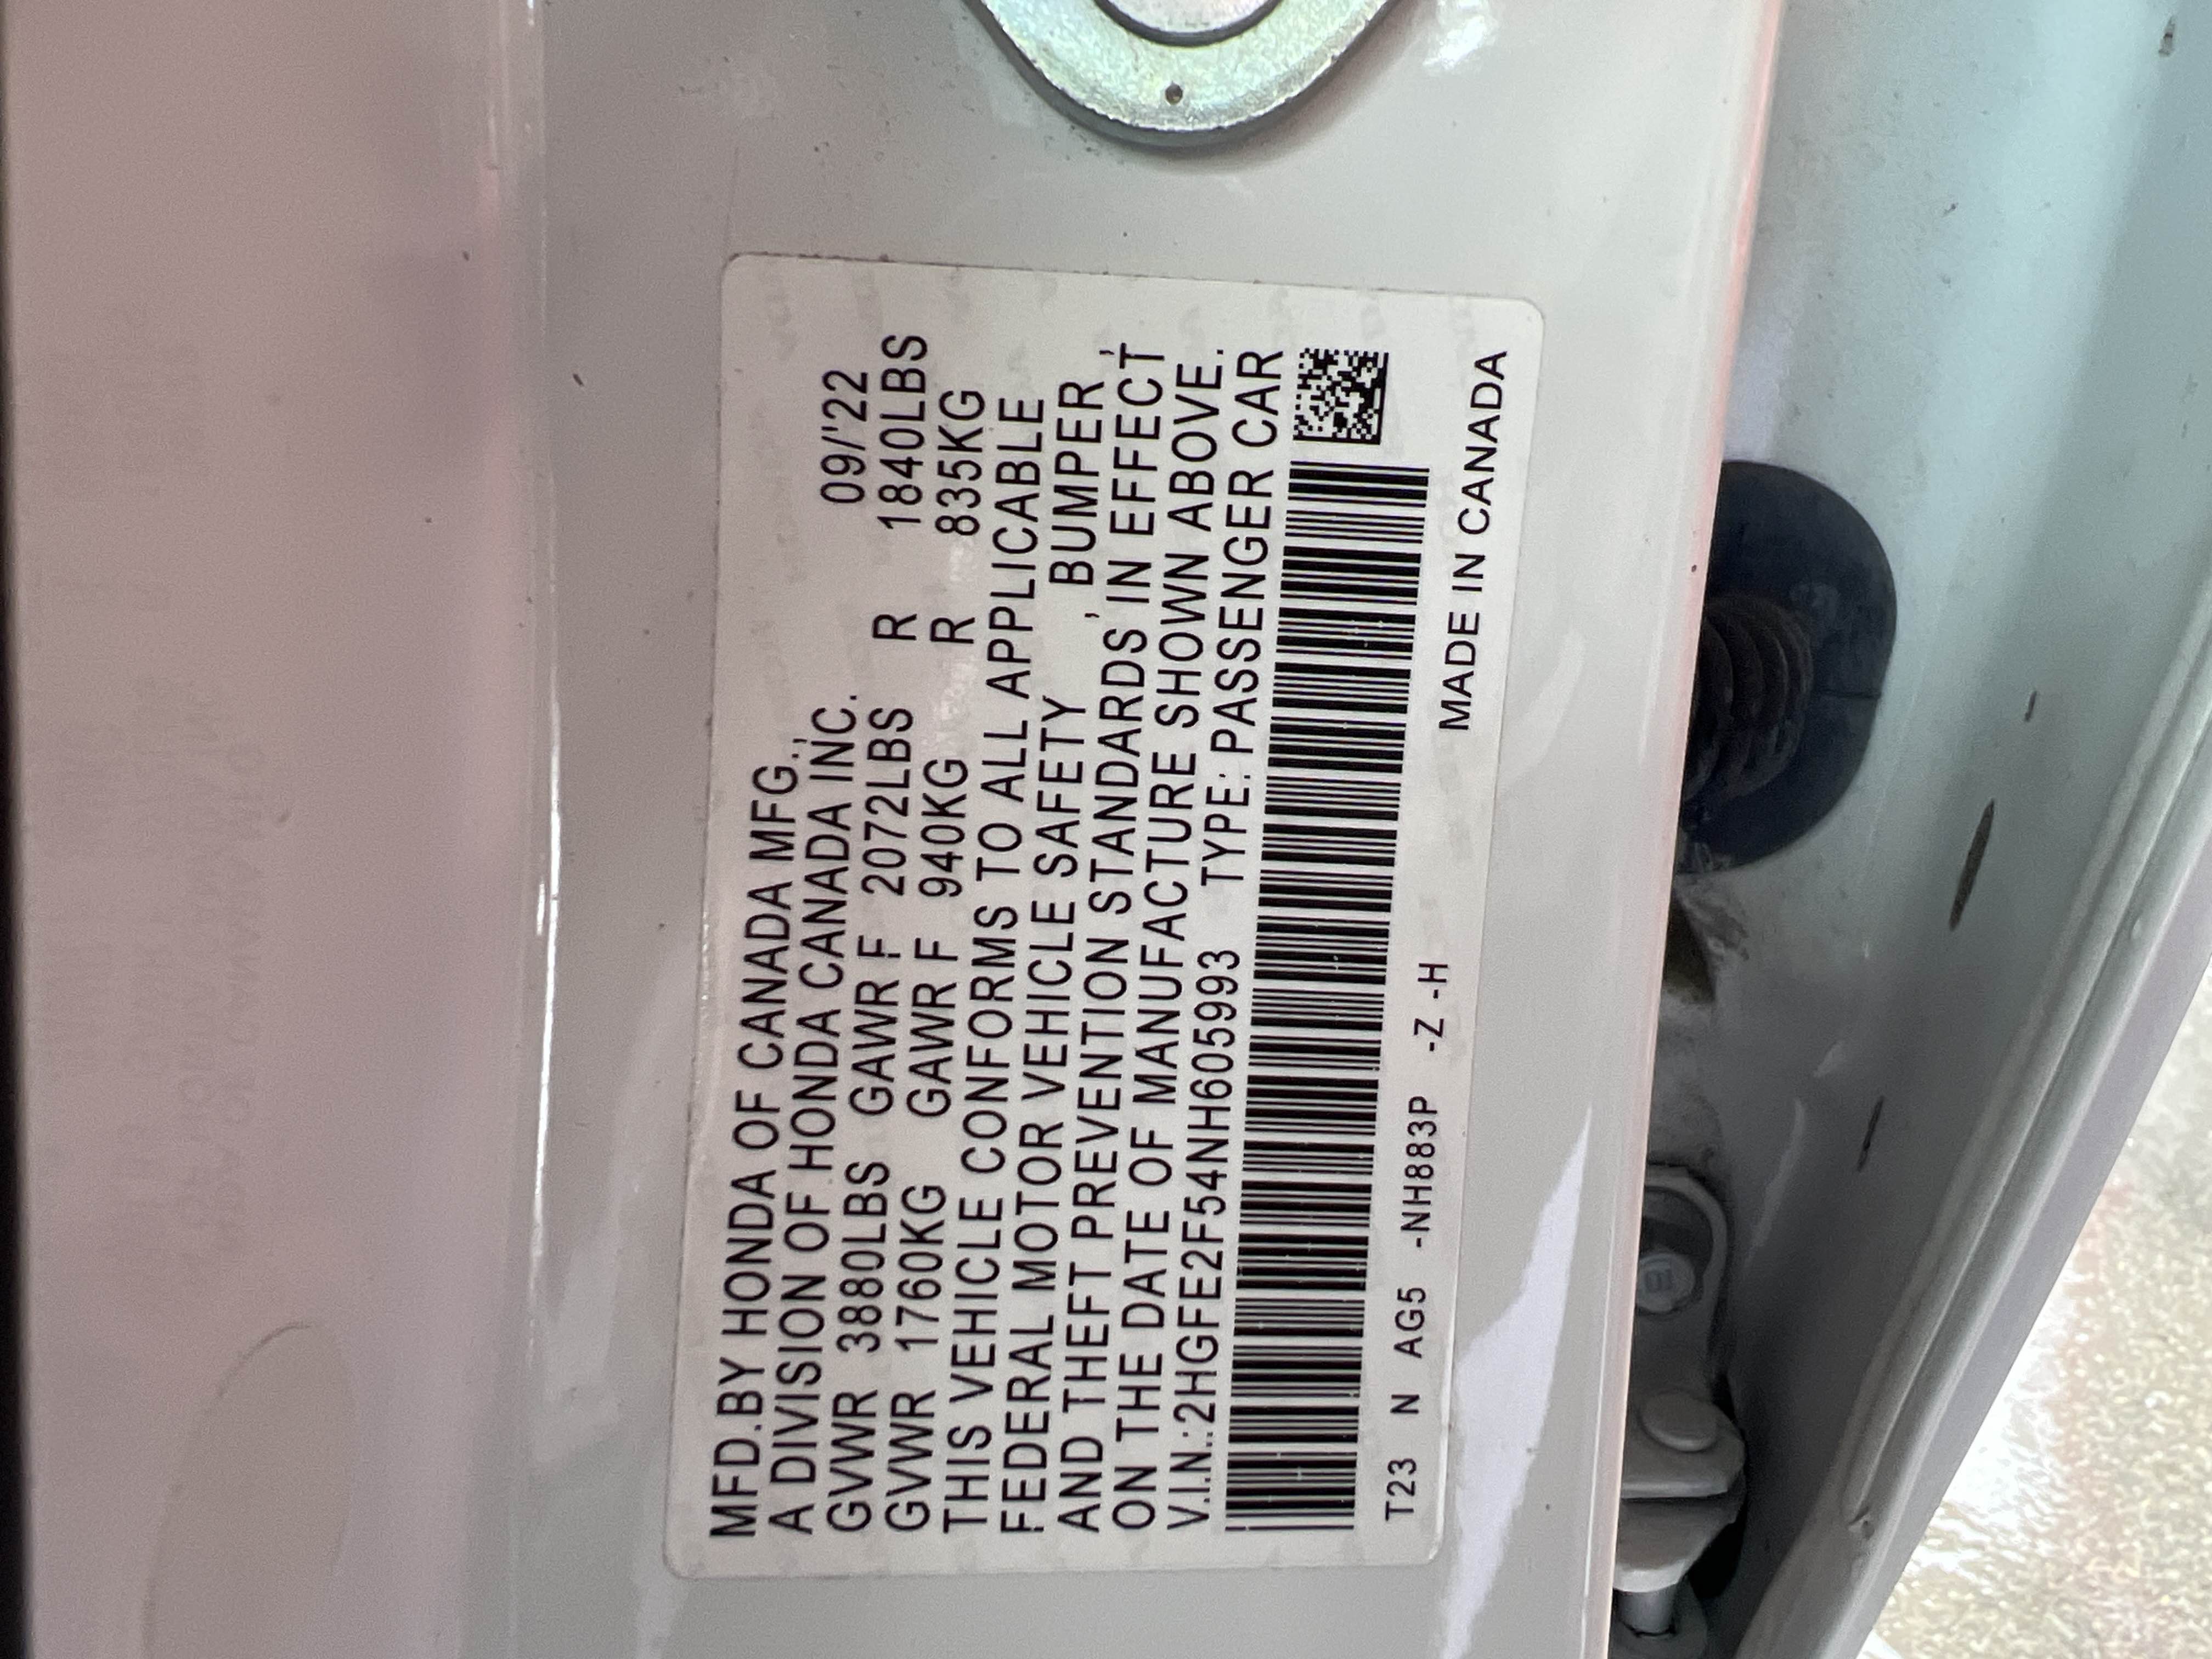 MFD.BY HONDA OF CANADA MFG.,
A DIVISION OF HONDA CANADA INC. 09/'22
GVWR 3880LBS GAWR F 2072LBS R 1840LBS
GVWR 1760KG GAWR F 940KG R 835KG
THIS VEHICLE CONFORMS TO ALL APPLICABLE
FEDERAL MOTOR VEHICLE SAFETY , BUMPER ,
AND THEFT PREVENTION STANDARDS IN EFFECT
ON THE DATE OF MANUFACTURE SHOWN ABOVE.
V.I.N.:2HGFE2F54NH605993 TYPE: PASSENGER CAR
T23 N AG5 -NH883P -Z -H MADE IN CANADA